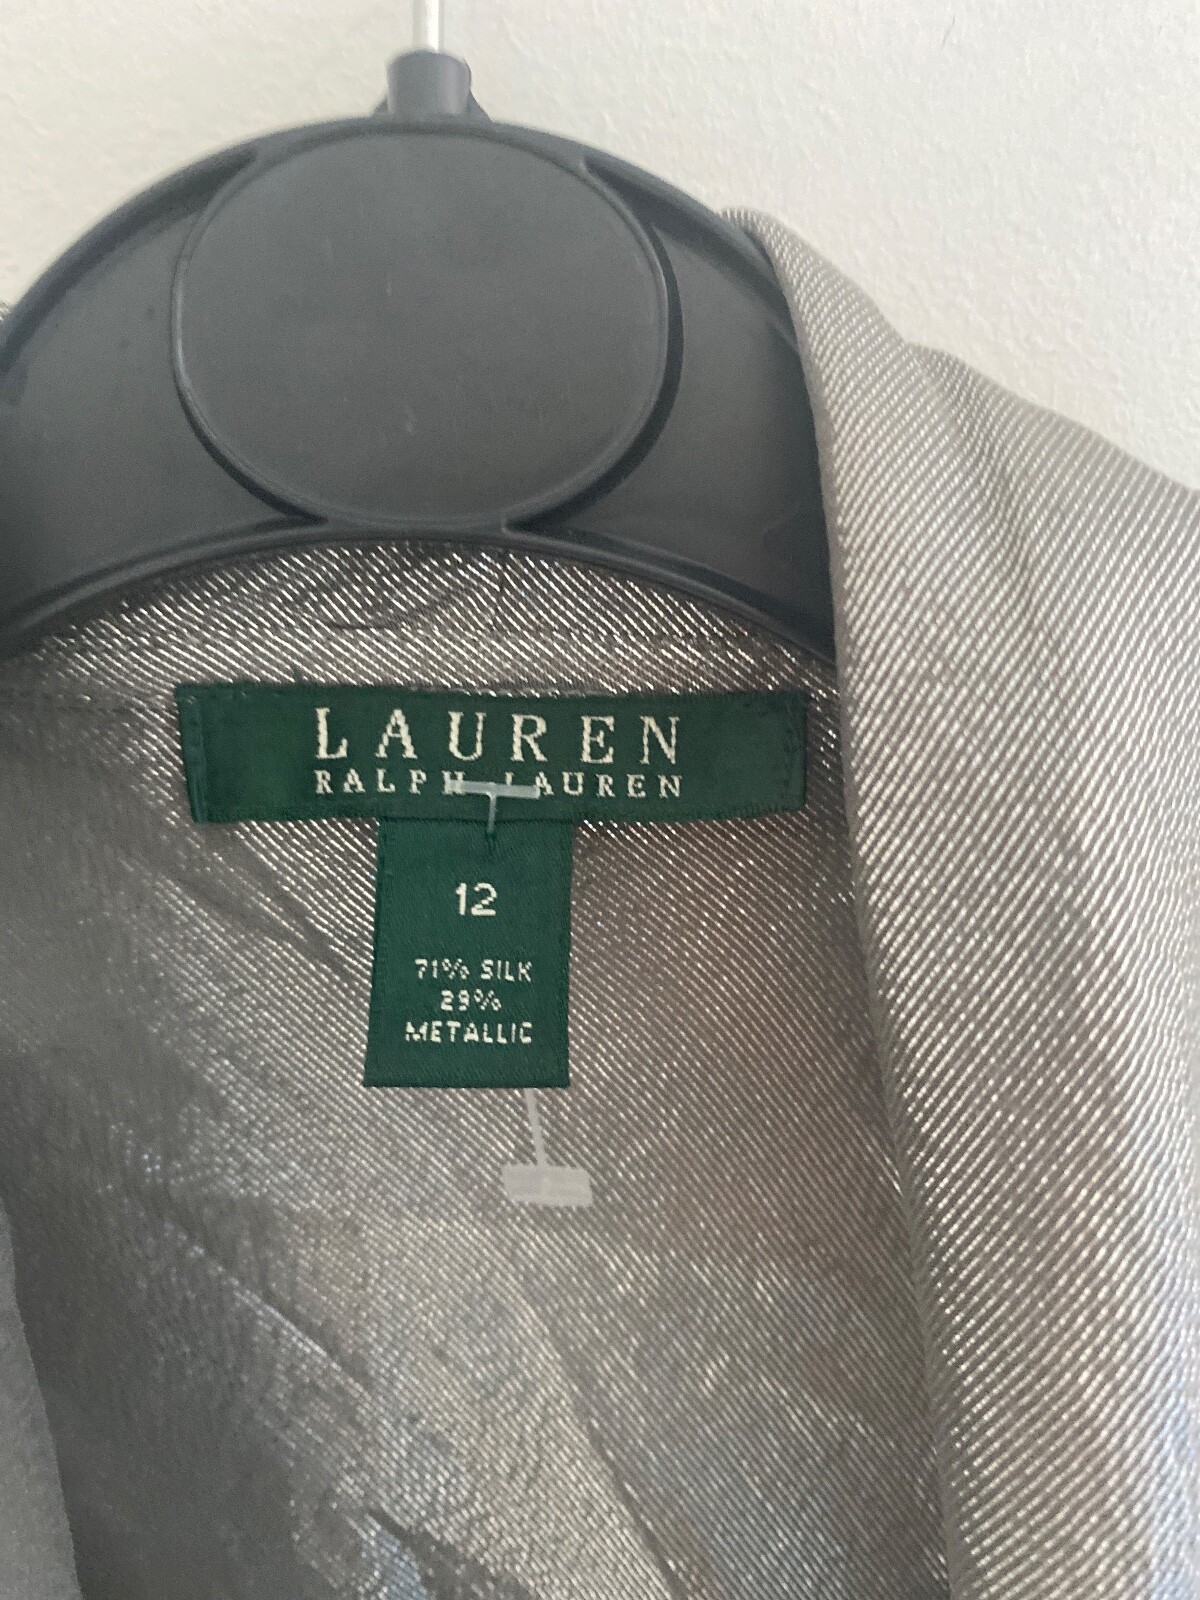 LAUREN
RALPH LAUREN
12
71% SILK
29%
METALLIC